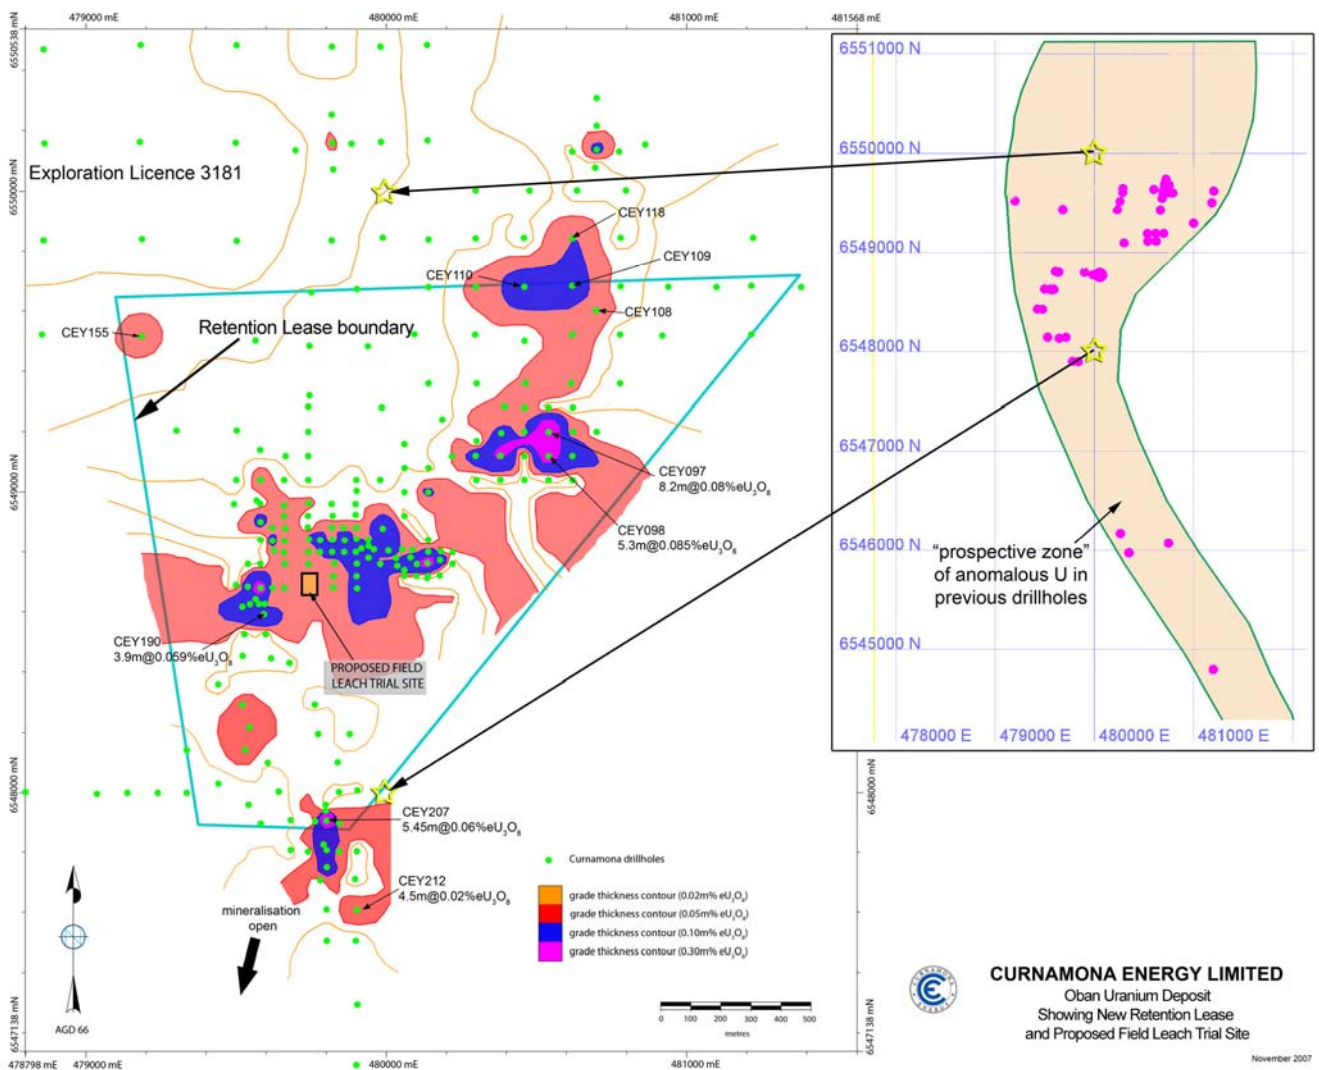 479000 mE
480000 mE
481000 mE
481568 mE
6550538 mN
6551000 N
6550000 N
Exploration Licence 3181
6550000 mN
CEY118
CEY109
CEY110
6549000 N
CEY108
CEY155
Retention Lease boundary
6548000 N
6547000 N
CEY097
8.2m@0.08%eU₃O₈
6549000 mN
CEY098
5.3m@0.085%eU₃O₈
"prospective zone"
of anomalous U in
previous drillholes
6546000 N
CEY190
3.9m@0.059%eU₃O₈
PROPOSED FIELD
LEACH TRIAL SITE
6545000 N
478000 E
479000 E
480000 E
481000 E
6548000 mN
6548000 mN
CEY207
5.45m@0.06%eU₃O₈
Curnamona drillholes
CEY212
4.5m@0.02%eU₃O₈
grade thickness contour (0.02m% eU₃O₈)
grade thickness contour (0.05m% eU₃O₈)
grade thickness contour (0.10m% eU₃O₈)
grade thickness contour (0.30m% eU₃O₈)
mineralisation
open
AGD 66
0 100 200 300 400 500
metres
CURNAMONA
ENERGY
CURNAMONA ENERGY LIMITED
Oban Uranium Deposit
Showing New Retention Lease
and Proposed Field Leach Trial Site
November 2007
6547138 mN
6547138 mN
478798 mE
479000 mE
480000 mE
481000 mE